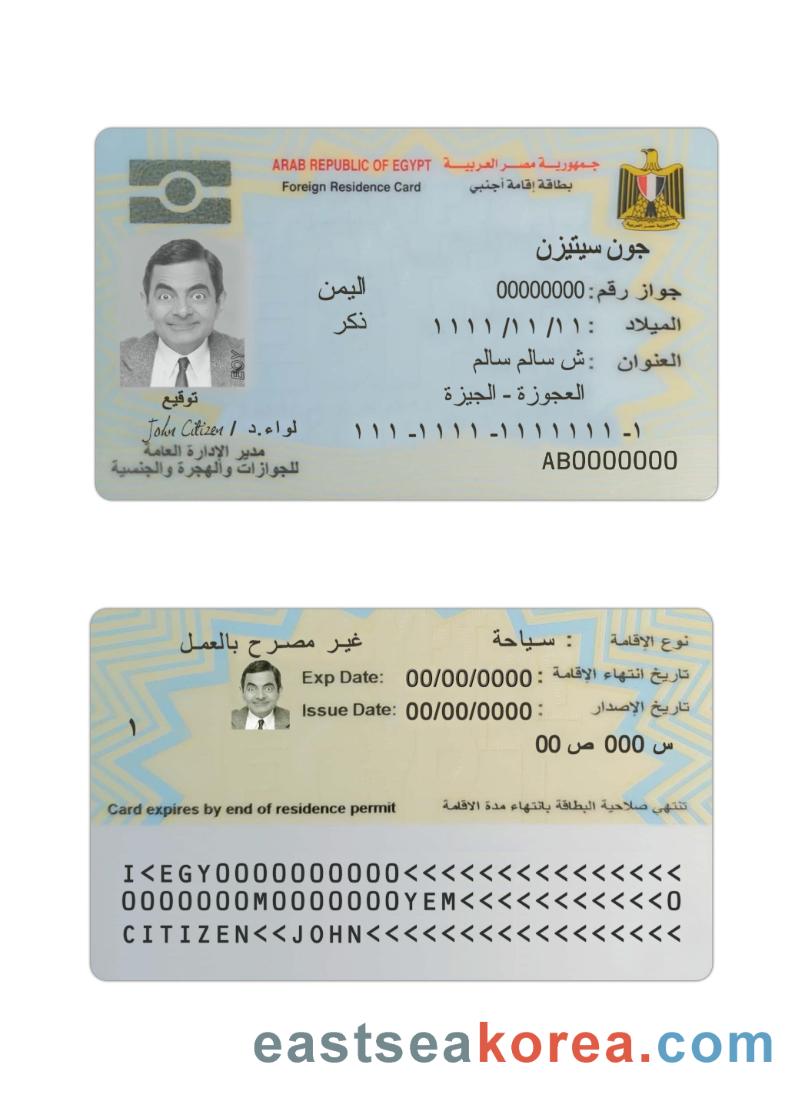 ARAB REPUBLIC OF EGYPT جمهورية مصر العربية
Foreign Residence Card بطاقة إقامة أجنبي
جون سيتيزن
جواز رقم: 00000000 اليمن
الميلاد : ١١/ ١١/ ١١١١ ذكر
العنوان : ش سالم سالم
العجوزة - الجيزة
١- ١١١١١١١- ١١١١- ١١١
AB0000000
EGY
توقيع
لواء.د / John Citizen
مدير الإدارة العامة
للجوازات والهجرة والجنسية
نوع الإقامة : سياحة غير مصرح بالعمل
Exp Date: 00/00/0000 : تاريخ انتهاء الإقامة
Issue Date: 00/00/0000 : تاريخ الإصدار
١
س 000 ص 00
Card expires by end of residence permit تنتهي صلاحية البطاقة بانتهاء مدة الاقامة
I<EGY0000000000<<<<<<<<<<<<<<<
0000000M0000000YEM<<<<<<<<<<<0
CITIZEN<<JOHN<<<<<<<<<<<<<<<<<
eastseakorea.com